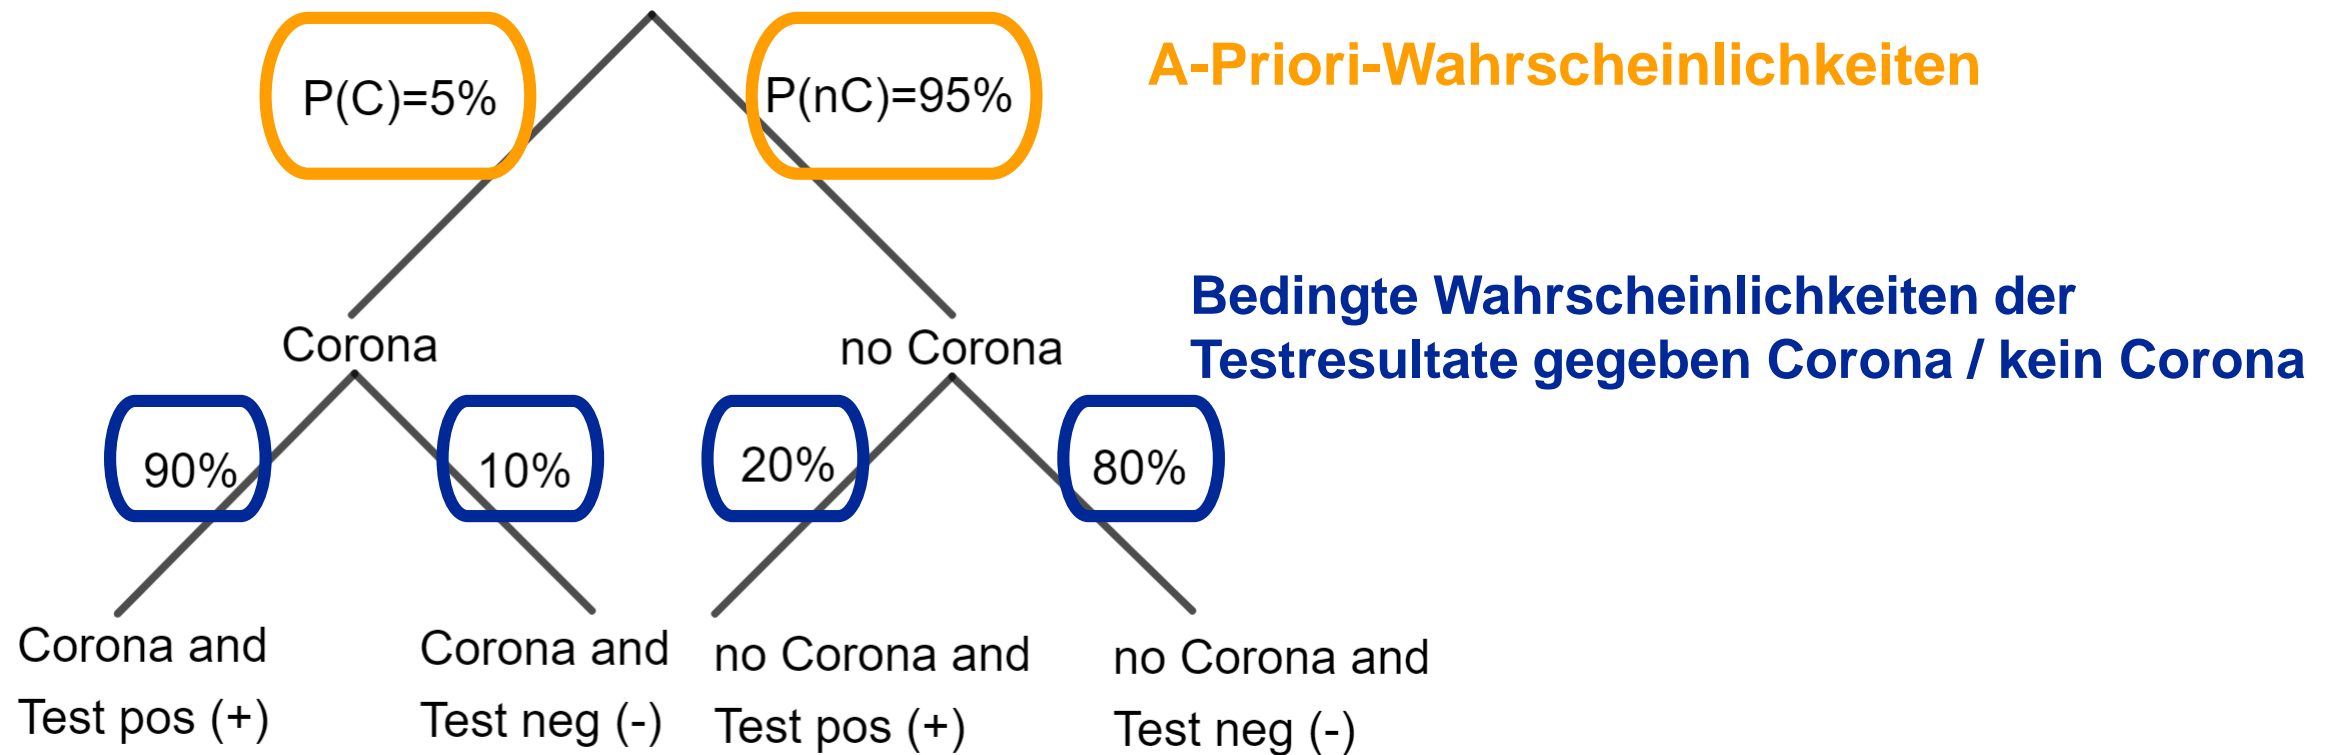 P(C)=5%
P(nC)=95%
A-Priori-Wahrscheinlichkeiten
Bedingte Wahrscheinlichkeiten der
Testresultate gegeben Corona / kein Corona
Corona
no Corona
90%
10%
20%
80%
Corona and
Test pos (+)
Corona and
Test neg (-)
no Corona and
Test pos (+)
no Corona and
Test neg (-)